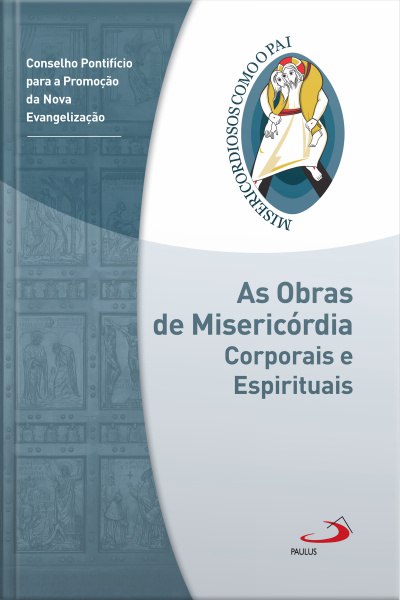 Conselho Pontifício
para a Promoção
da Nova
Evangelização
MISERICORDIOSOS COMO O PAI
As Obras
de Misericórdia
Corporais e
Espirituais
PAULUS